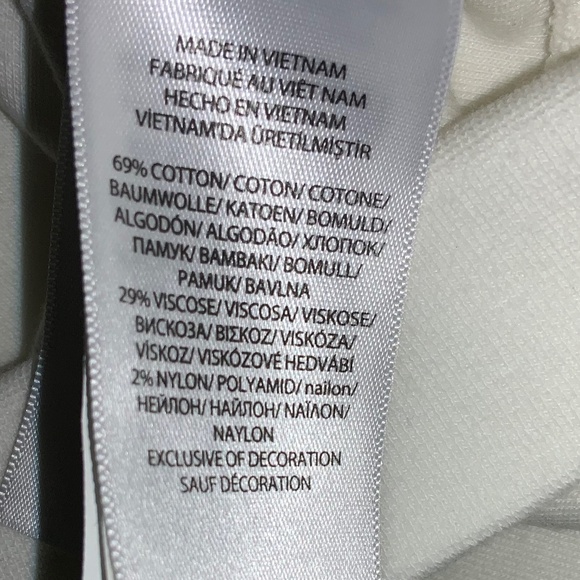 MADE IN VIETNAM
FABRIQUÉ AU VIÊT NAM
HECHO EN VIETNAM
VİETNAM'DA ÜRETİLMİŞTİR
69% COTTON/ COTON/ COTONE/
BAUMWOLLE/ KATOEN/ BOMULD/
ALGODÓN/ ALGODÃO/ ХЛОПОК/
ПАМУК/ ΒΑΜΒΑΚΙ/ BOMULL/
PAMUK/ BAVLNA
29% VISCOSE/ VISCOSA/ VISKOSE/
ВИСКОЗА/ ΒΙΣΚΟΖ/ VISKÓZA/
VİSKOZ/ VISKÓZOVÉ HEDVÁBÍ
2% NYLON/ POLYAMID/ naílon/
НЕЙЛОН/ НАЙЛОН/ ΝΑΪΛΟΝ/
NAYLON
EXCLUSIVE OF DECORATION
SAUF DÉCORATION